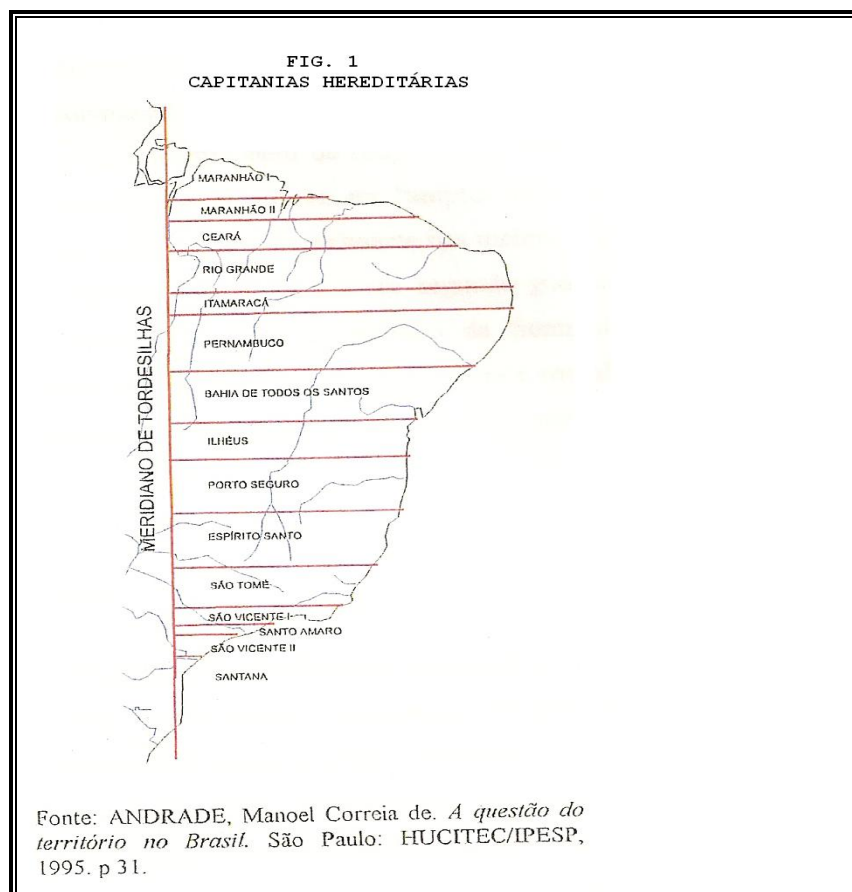 FIG. 1
CAPITANIAS HEREDITÁRIAS
MARANHÃO I
MARANHÃO II
CEARÁ
RIO GRANDE
ITAMARACÁ
PERNAMBUCO
BAHIA DE TODOS OS SANTOS
ILHÉUS
PORTO SEGURO
ESPÍRITO SANTO
SÃO TOMÉ
SÃO VICENTE I
SANTO AMARO
SÃO VICENTE II
SANTANA
MERIDIANO DE TORDESILHAS
Fonte: ANDRADE, Manoel Correia de. A questão do
território no Brasil. São Paulo: HUCITEC/IPESP,
1995. p 31.